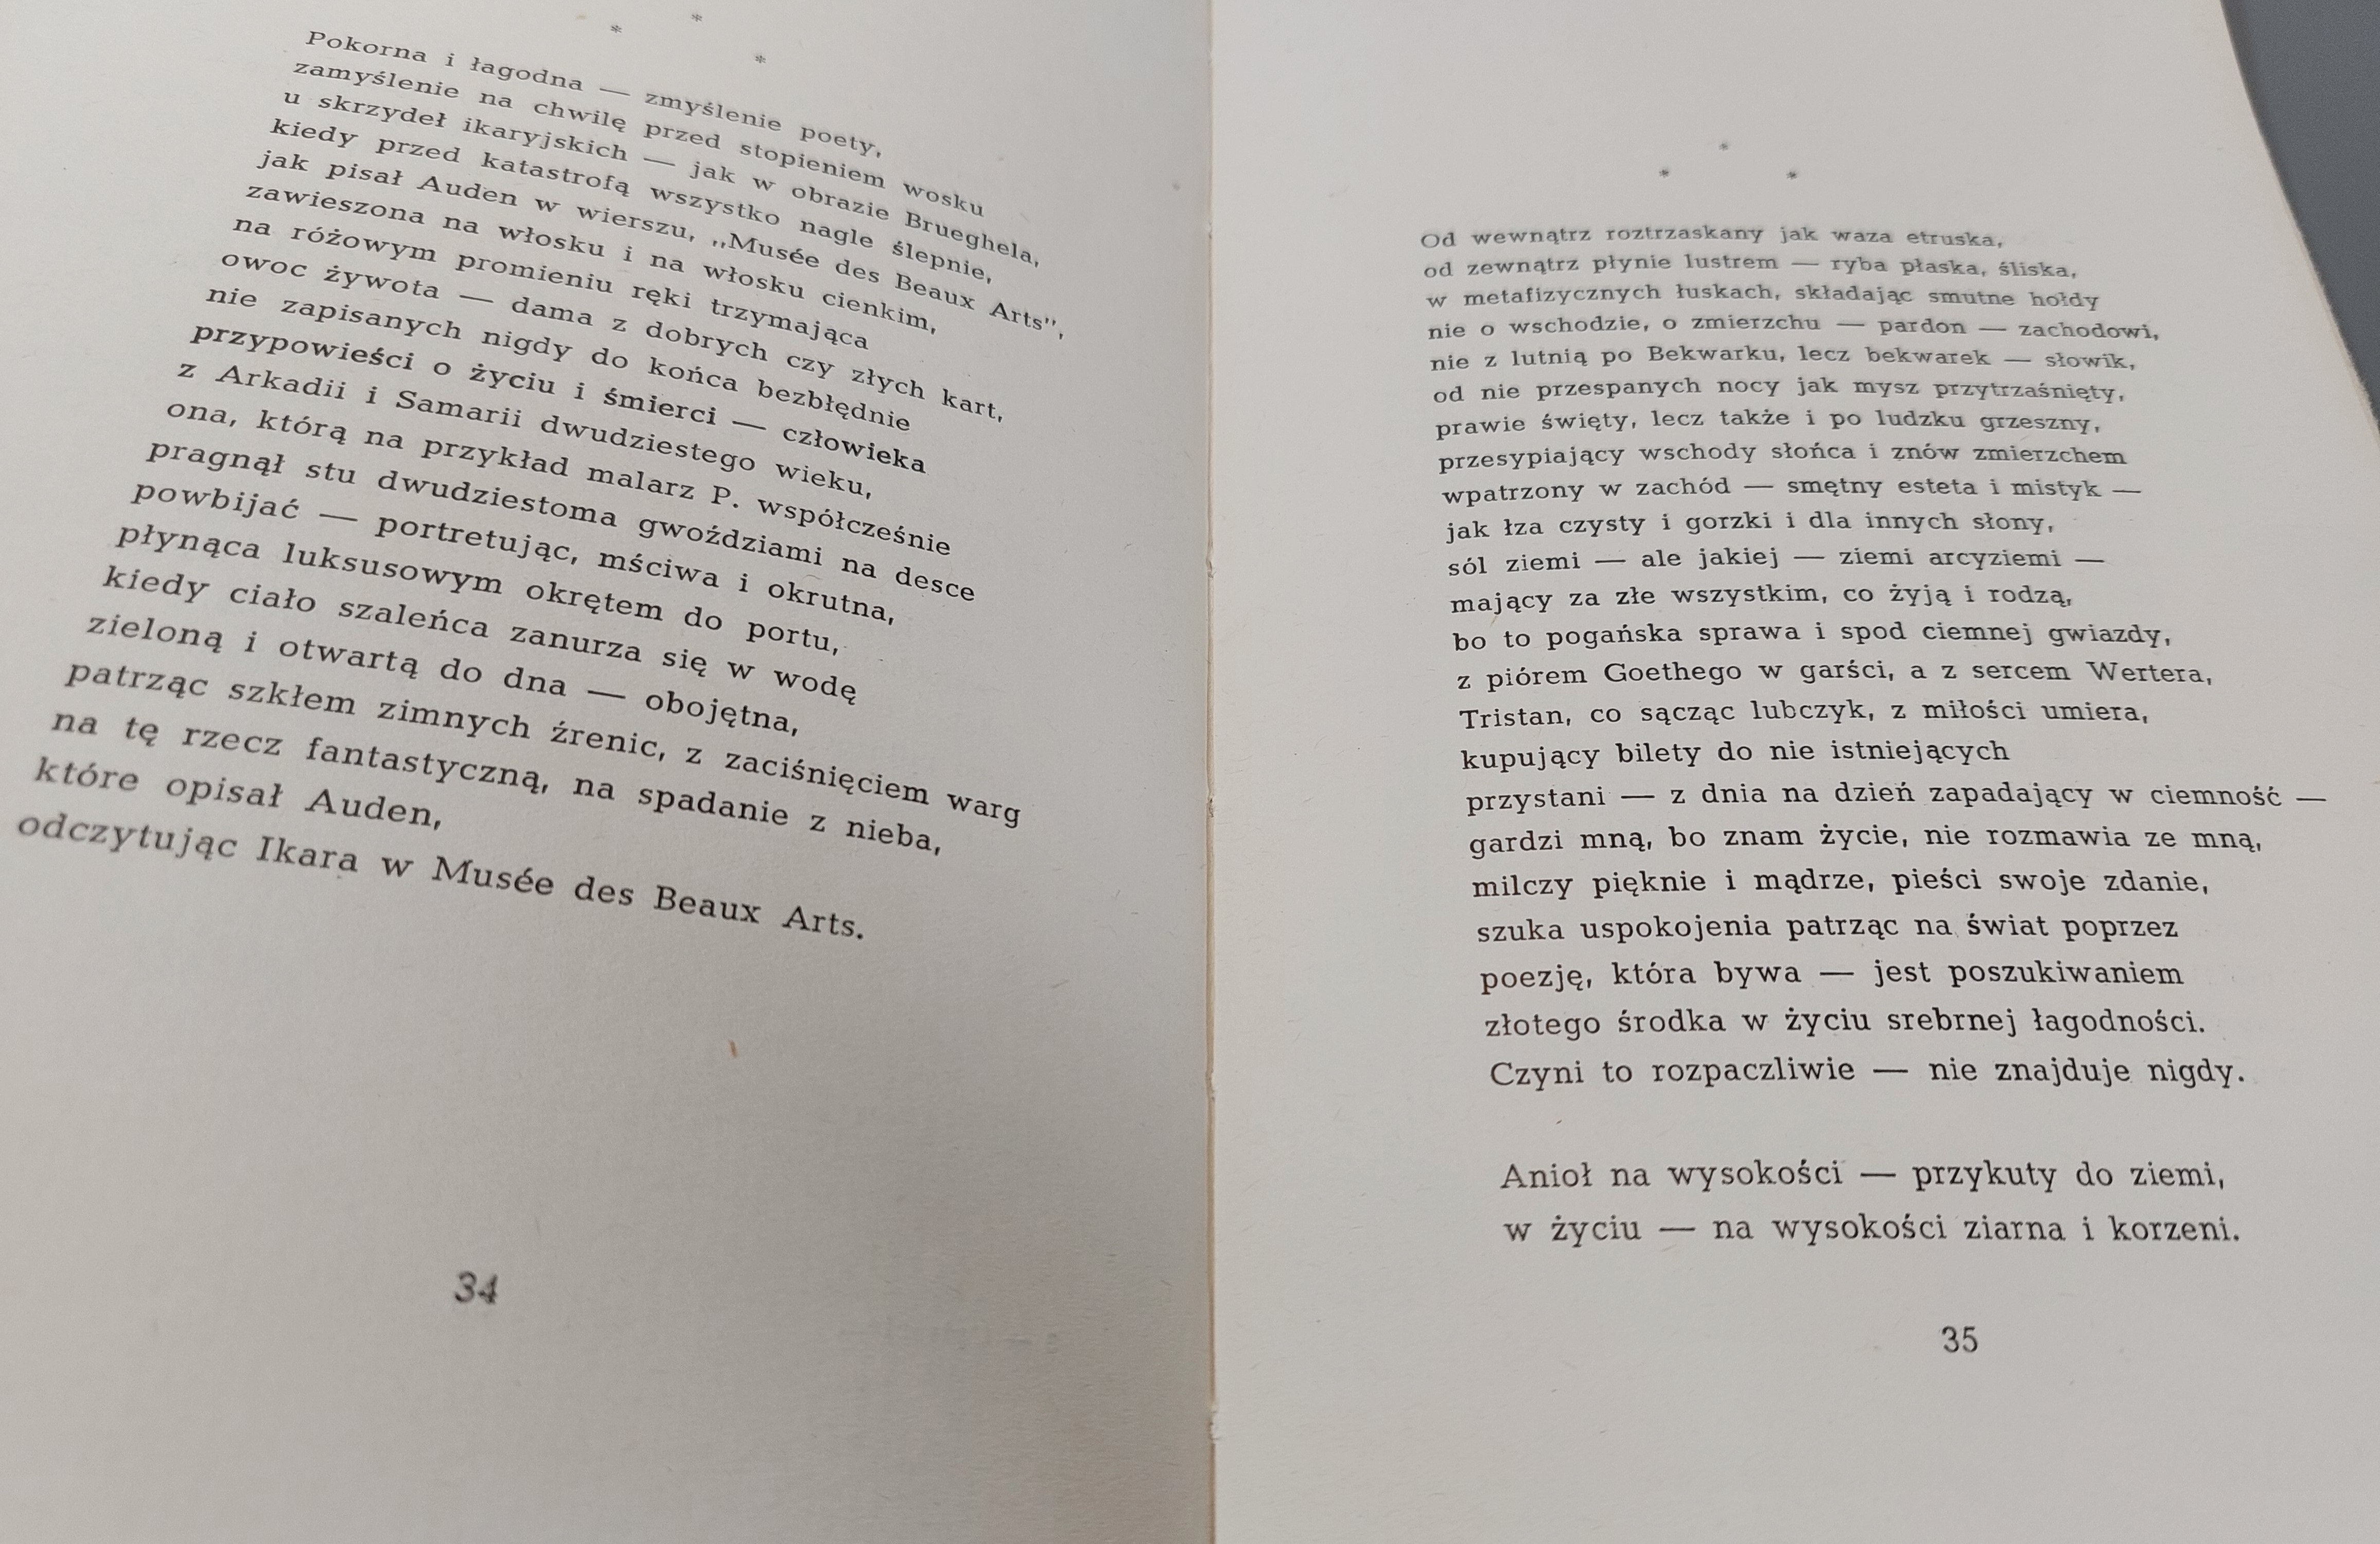 * * *
Pokorna i łagodna — zmyślenie poety,
zamyślenie na chwilę przed stopieniem wosku
u skrzydeł ikaryjskich — jak w obrazie Brueghela,
kiedy przed katastrofą wszystko nagle ślepnie,
jak pisał Auden w wierszu, ,,Musée des Beaux Arts",
zawieszona na włosku i na włosku cienkim,
na różowym promieniu ręki trzymająca
owoc żywota — dama z dobrych czy złych kart,
nie zapisanych nigdy do końca bezbłędnie
przypowieści o życiu i śmierci — człowieka
z Arkadii i Samarii dwudziestego wieku,
ona, którą na przykład malarz P. współcześnie
pragnął stu dwudziestoma gwoździami na desce
powbijać — portretując, mściwa i okrutna,
płynąca luksusowym okrętem do portu,
kiedy ciało szaleńca zanurza się w wodę
zieloną i otwartą do dna — obojętna,
patrząc szkłem zimnych źrenic, z zaciśnięciem warg
na tę rzecz fantastyczną, na spadanie z nieba,
które opisał Auden,
odczytując Ikara w Musée des Beaux Arts.
34
* * *
Od wewnątrz roztrzaskany jak waza etruska,
od zewnątrz płynie lustrem — ryba płaska, śliska,
w metafizycznych łuskach, składając smutne hołdy
nie o wschodzie, o zmierzchu — pardon — zachodowi,
nie z lutnią po Bekwarku, lecz bekwarek — słowik,
od nie przespanych nocy jak mysz przytrzaśnięty,
prawie święty, lecz także i po ludzku grzeszny,
przesypiający wschody słońca i znów zmierzchem
wpatrzony w zachód — smętny esteta i mistyk —
jak łza czysty i gorzki i dla innych słony,
sól ziemi — ale jakiej — ziemi arcyziemi —
mający za złe wszystkim, co żyją i rodzą,
bo to pogańska sprawa i spod ciemnej gwiazdy,
z piórem Goethego w garści, a z sercem Wertera,
Tristan, co sącząc lubczyk, z miłości umiera,
kupujący bilety do nie istniejących
przystani — z dnia na dzień zapadający w ciemność —
gardzi mną, bo znam życie, nie rozmawia ze mną,
milczy pięknie i mądrze, pieści swoje zdanie,
szuka uspokojenia patrząc na świat poprzez
poezję, która bywa — jest poszukiwaniem
złotego środka w życiu srebrnej łagodności.
Czyni to rozpaczliwie — nie znajduje nigdy.
Anioł na wysokości — przykuty do ziemi,
w życiu — na wysokości ziarna i korzeni.
35